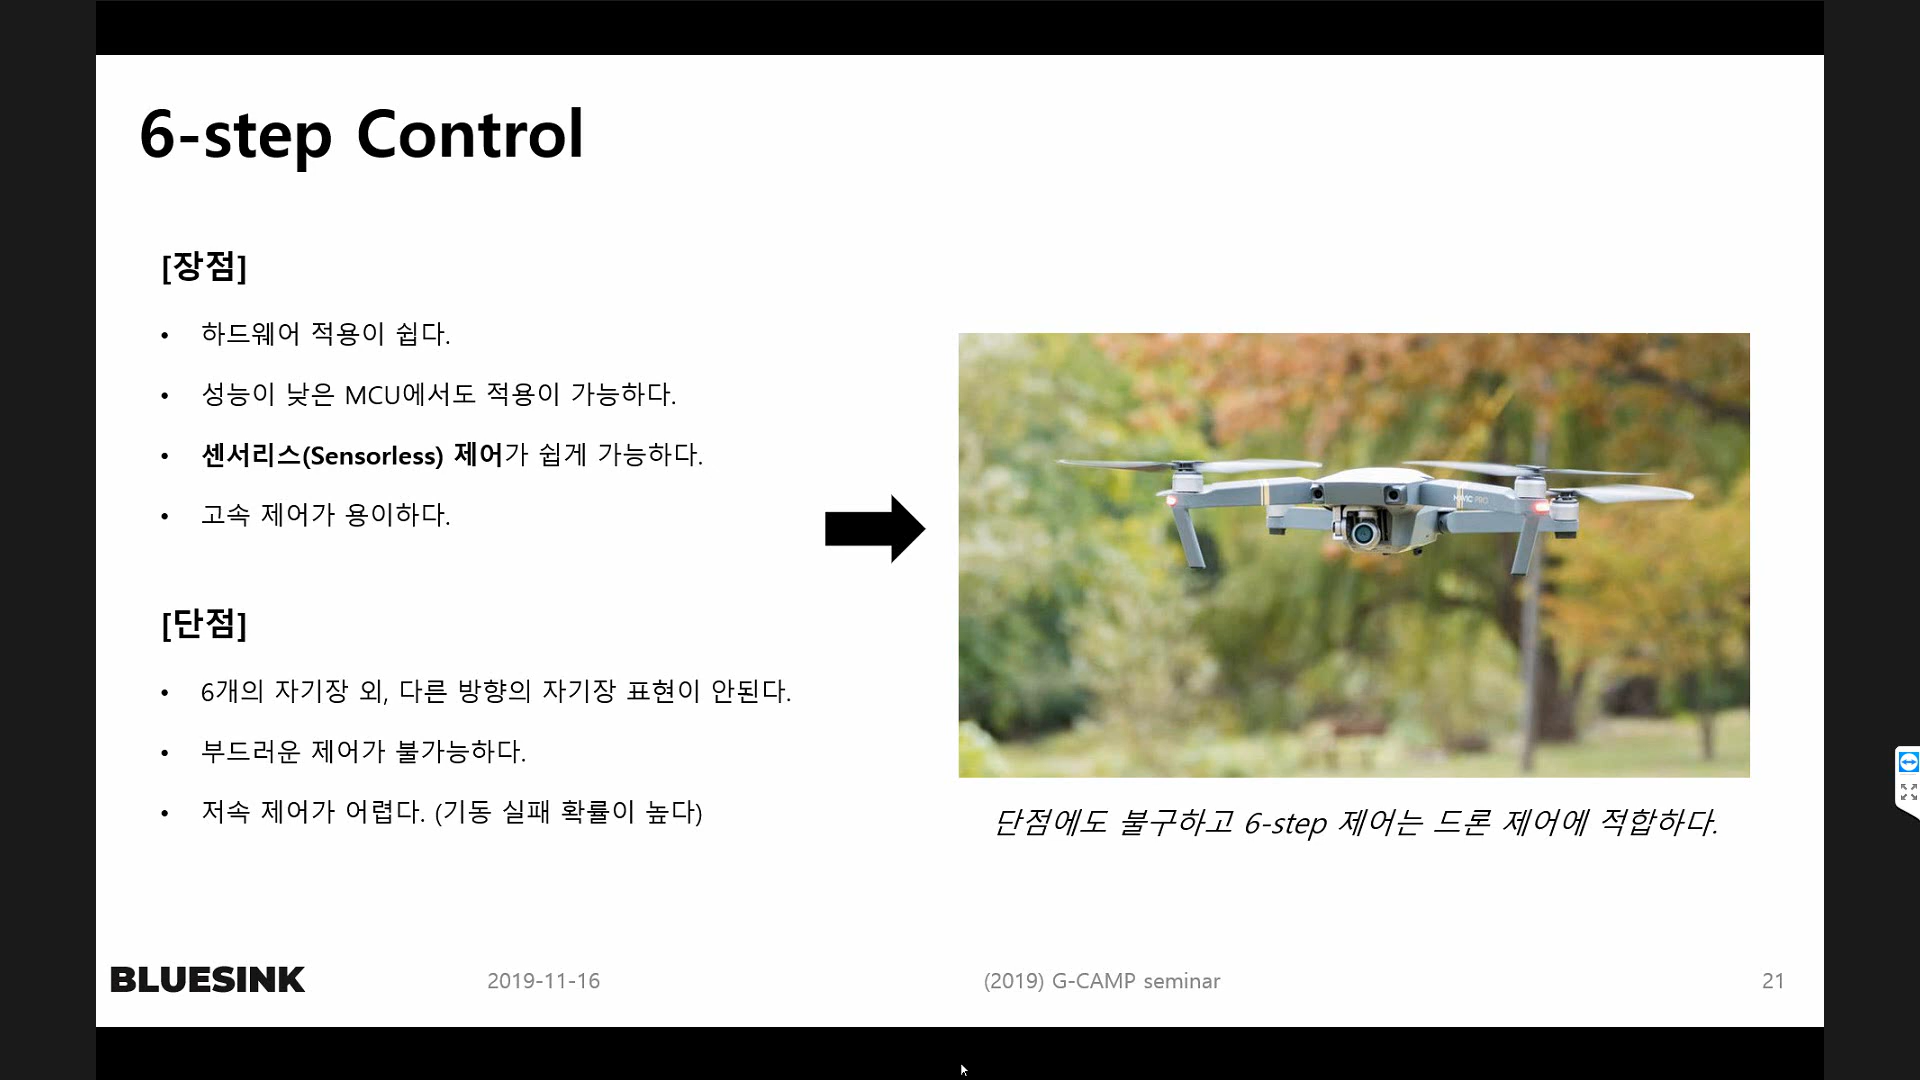 6-step Control
[장점]
• 하드웨어 적용이 쉽다.
• 성능이 낮은 MCU에서도 적용이 가능하다.
• 센서리스(Sensorless) 제어가 쉽게 가능하다.
• 고속 제어가 용이하다.
[단점]
• 6개의 자기장 외, 다른 방향의 자기장 표현이 안된다.
• 부드러운 제어가 불가능하다.
• 저속 제어가 어렵다. (기동 실패 확률이 높다)
MAVIC PRO
단점에도 불구하고 6-step 제어는 드론 제어에 적합하다.
BLUESINK
2019-11-16
(2019) G-CAMP seminar
21